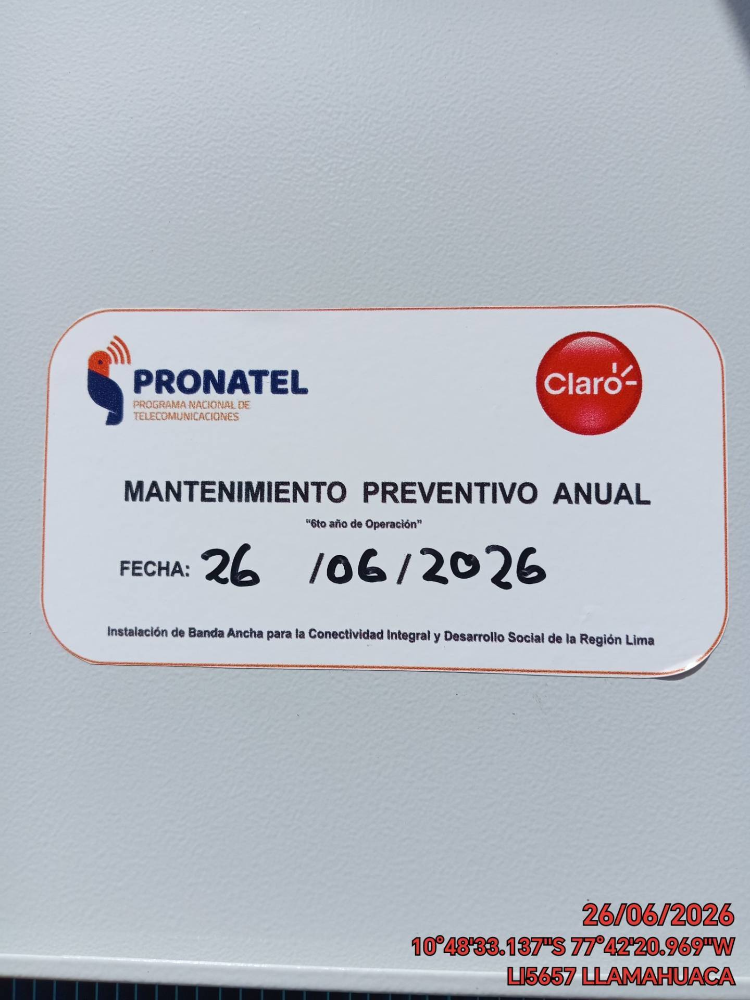 PRONATEL
PROGRAMA NACIONAL DE
TELECOMUNICACIONES
Claro
MANTENIMIENTO PREVENTIVO ANUAL
"6to año de Operación"
FECHA: 26 /06/2026
Instalación de Banda Ancha para la Conectividad Integral y Desarrollo Social de la Región Lima
26/06/2026
10°48'33.137"S 77°42'20.969"W
LI5657 LLAMAHUACA